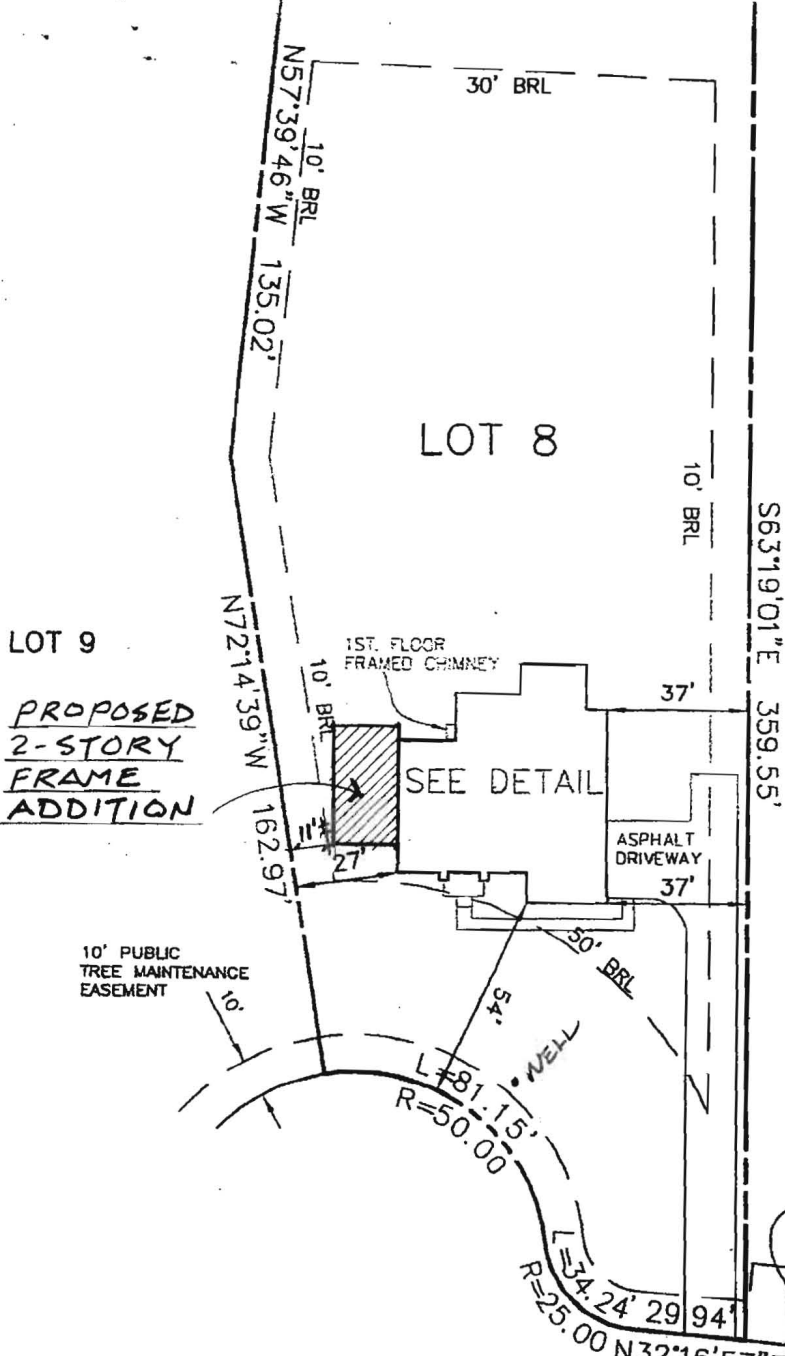 30' BRL
N57°39'46"W 135.02'
10' BRL
LOT 8
10' BRL
S63°19'01"E 359.55'
LOT 9
N72°14'39"W 162.97'
10' BRL
1ST. FLOOR
FRAMED CHIMNEY
37'
PROPOSED
2-STORY
FRAME
ADDITION
SEE DETAIL
11'±
27'
ASPHALT
DRIVEWAY
37'
50' BRL
10' PUBLIC
TREE MAINTENANCE
EASEMENT
10'
54'
WELL
L=81.15'
R=50.00
L=34.24'
R=25.00
29.94'
N32°16'